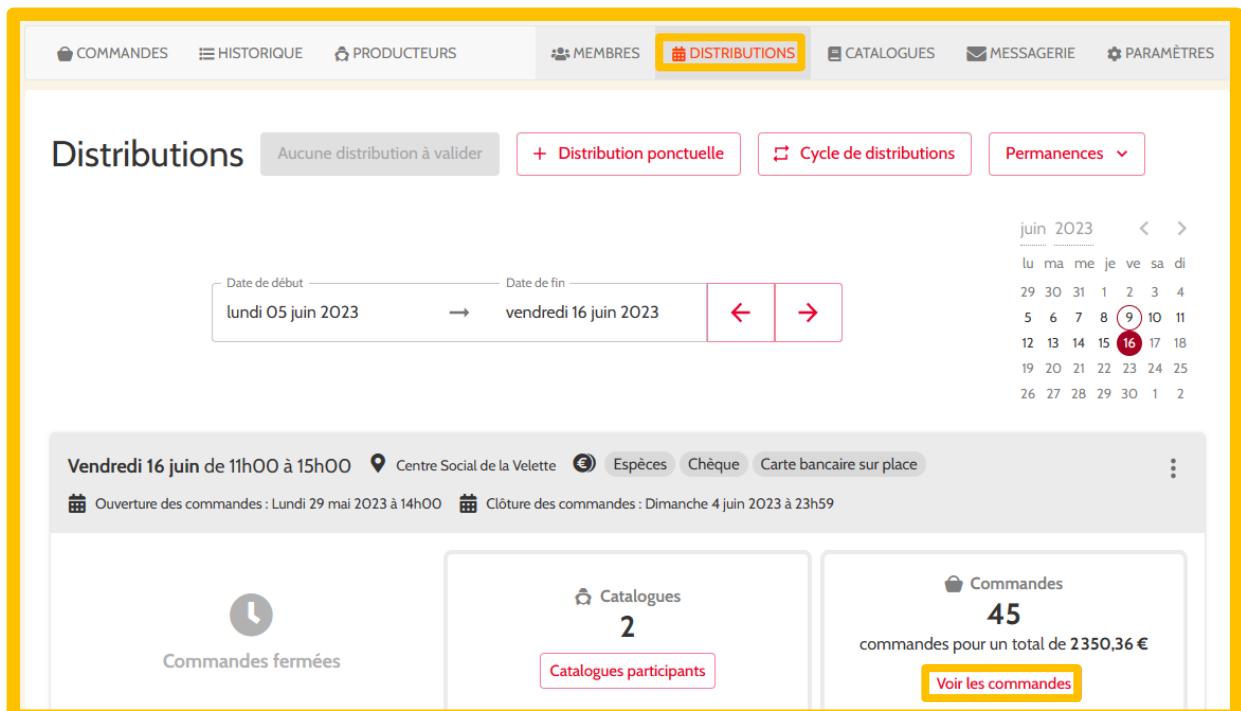 COMMANDES HISTORIQUE PRODUCTEURS MEMBRES DISTRIBUTIONS CATALOGUES MESSAGERIE PARAMÈTRES
Distributions Aucune distribution à valider + Distribution ponctuelle Cycle de distributions Permanences
juin 2023
lu ma me je ve sa di
29 30 31 1 2 3 4
5 6 7 8 9 10 11
12 13 14 15 16 17 18
19 20 21 22 23 24 25
26 27 28 29 30 1 2
Date de début Date de fin
lundi 05 juin 2023 → vendredi 16 juin 2023 ← →
Vendredi 16 juin de 11h00 à 15h00 Centre Social de la Velette Espèces Chèque Carte bancaire sur place
Ouverture des commandes : Lundi 29 mai 2023 à 14h00 Clôture des commandes : Dimanche 4 juin 2023 à 23h59
Commandes fermées
Catalogues
2
Catalogues participants
Commandes
45
commandes pour un total de 2350,36 €
Voir les commandes